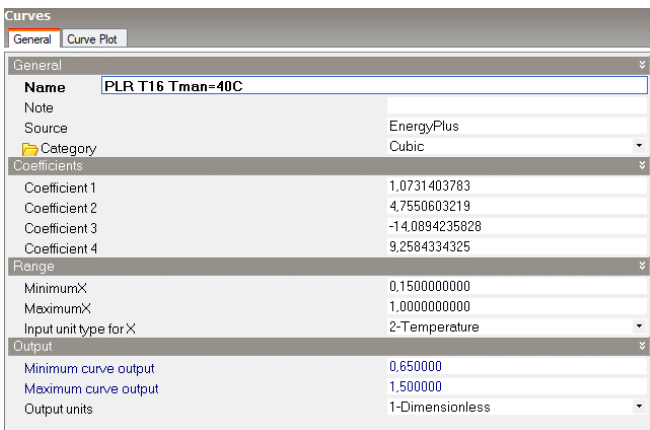 Curves
General Curve Plot
General
Name PLR T16 Tman=40C
Note
Source EnergyPlus
Category Cubic
Coefficients
Coefficient 1 1,0731403783
Coefficient 2 4,7550603219
Coefficient 3 -14,0894235828
Coefficient 4 9,2584334325
Range
MinimumX 0,1500000000
MaximumX 1,0000000000
Input unit type for X 2-Temperature
Output
Minimum curve output 0,650000
Maximum curve output 1,500000
Output units 1-Dimensionless